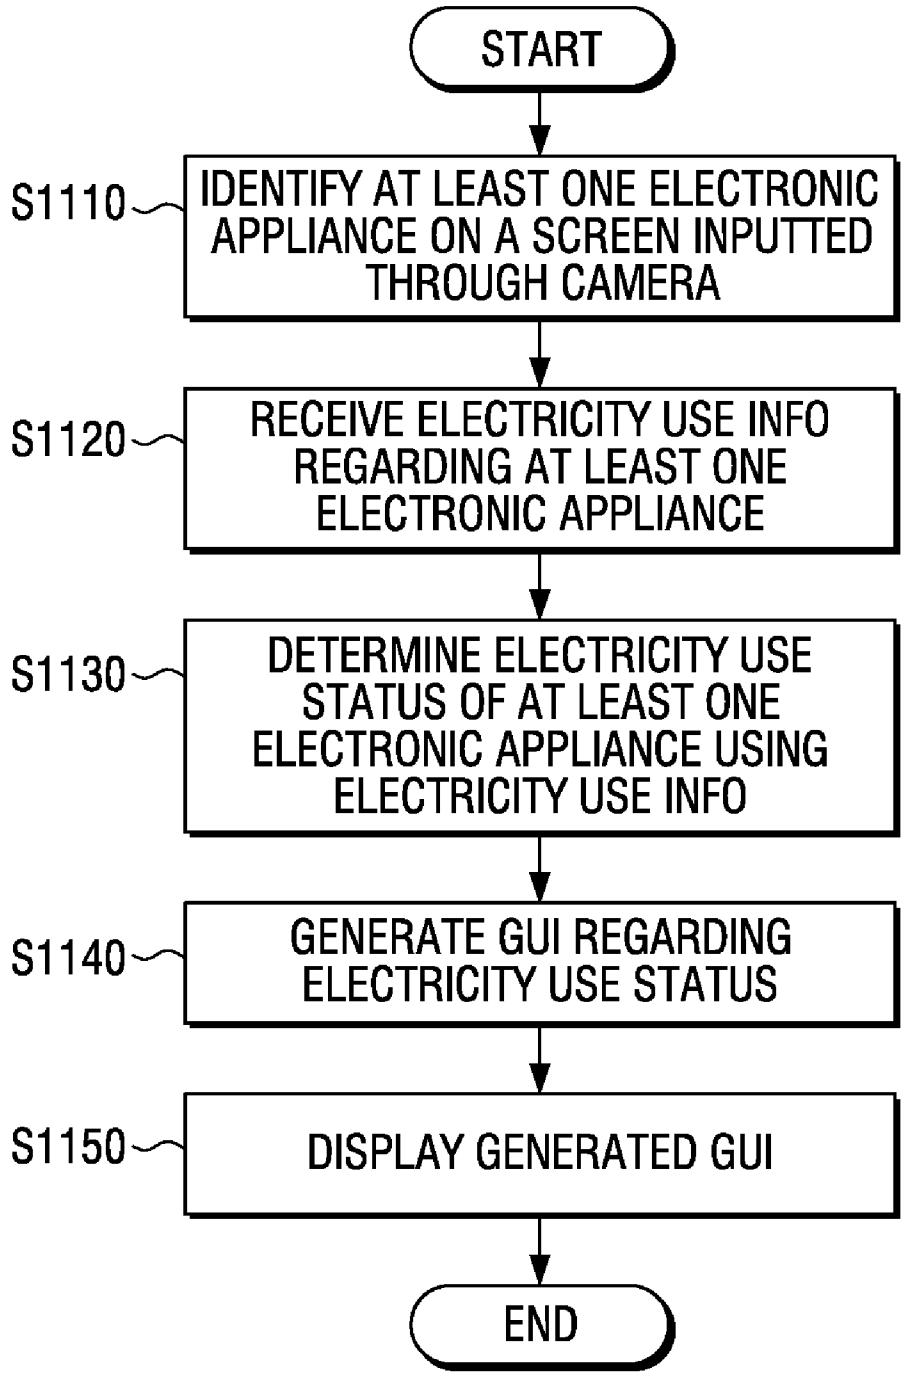 START
S1110
IDENTIFY AT LEAST ONE ELECTRONIC
APPLIANCE ON A SCREEN INPUTTED
THROUGH CAMERA
S1120
RECEIVE ELECTRICITY USE INFO
REGARDING AT LEAST ONE
ELECTRONIC APPLIANCE
S1130
DETERMINE ELECTRICITY USE
STATUS OF AT LEAST ONE
ELECTRONIC APPLIANCE USING
ELECTRICITY USE INFO
S1140
GENERATE GUI REGARDING
ELECTRICITY USE STATUS
S1150
DISPLAY GENERATED GUI
END